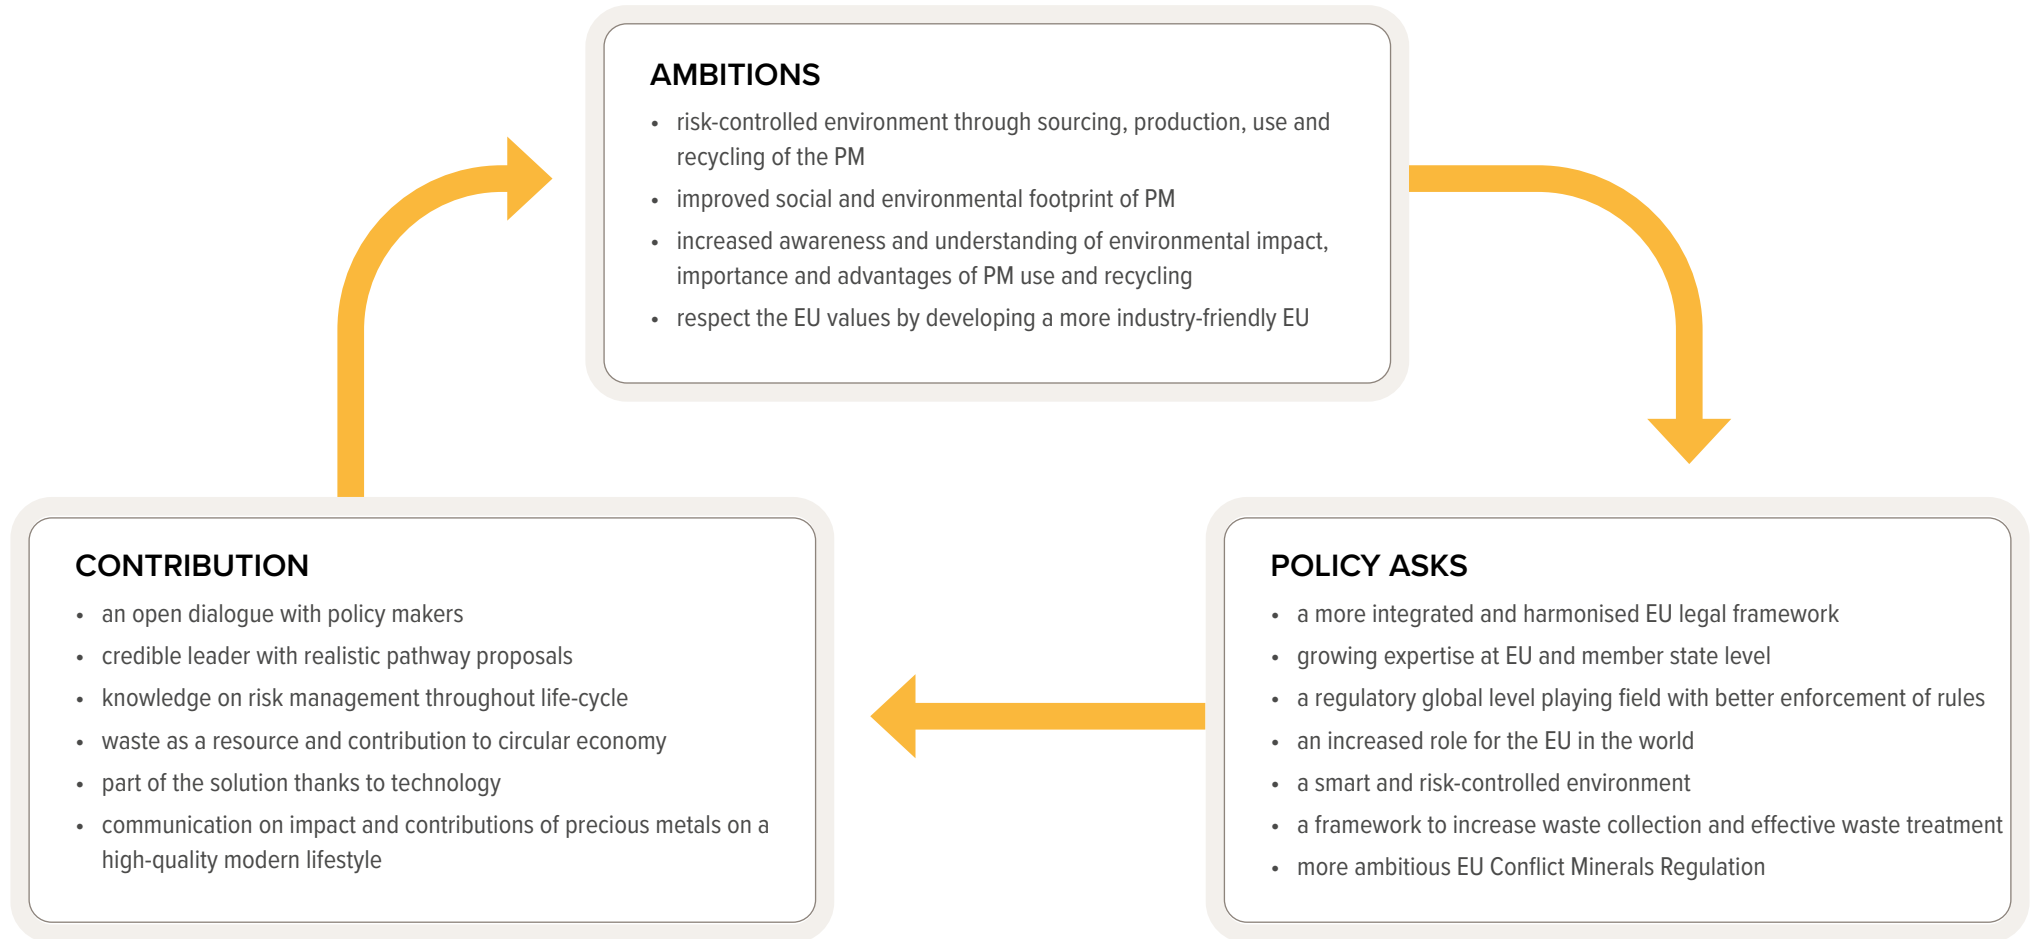 AMBITIONS
• risk-controlled environment through sourcing, production, use and
recycling of the PM
• improved social and environmental footprint of PM
• increased awareness and understanding of environmental impact,
importance and advantages of PM use and recycling
• respect the EU values by developing a more industry-friendly EU
CONTRIBUTION
• an open dialogue with policy makers
• credible leader with realistic pathway proposals
• knowledge on risk management throughout life-cycle
• waste as a resource and contribution to circular economy
• part of the solution thanks to technology
• communication on impact and contributions of precious metals on a
high-quality modern lifestyle
POLICY ASKS
• a more integrated and harmonised EU legal framework
• growing expertise at EU and member state level
• a regulatory global level playing field with better enforcement of rules
• an increased role for the EU in the world
• a smart and risk-controlled environment
• a framework to increase waste collection and effective waste treatment
• more ambitious EU Conflict Minerals Regulation